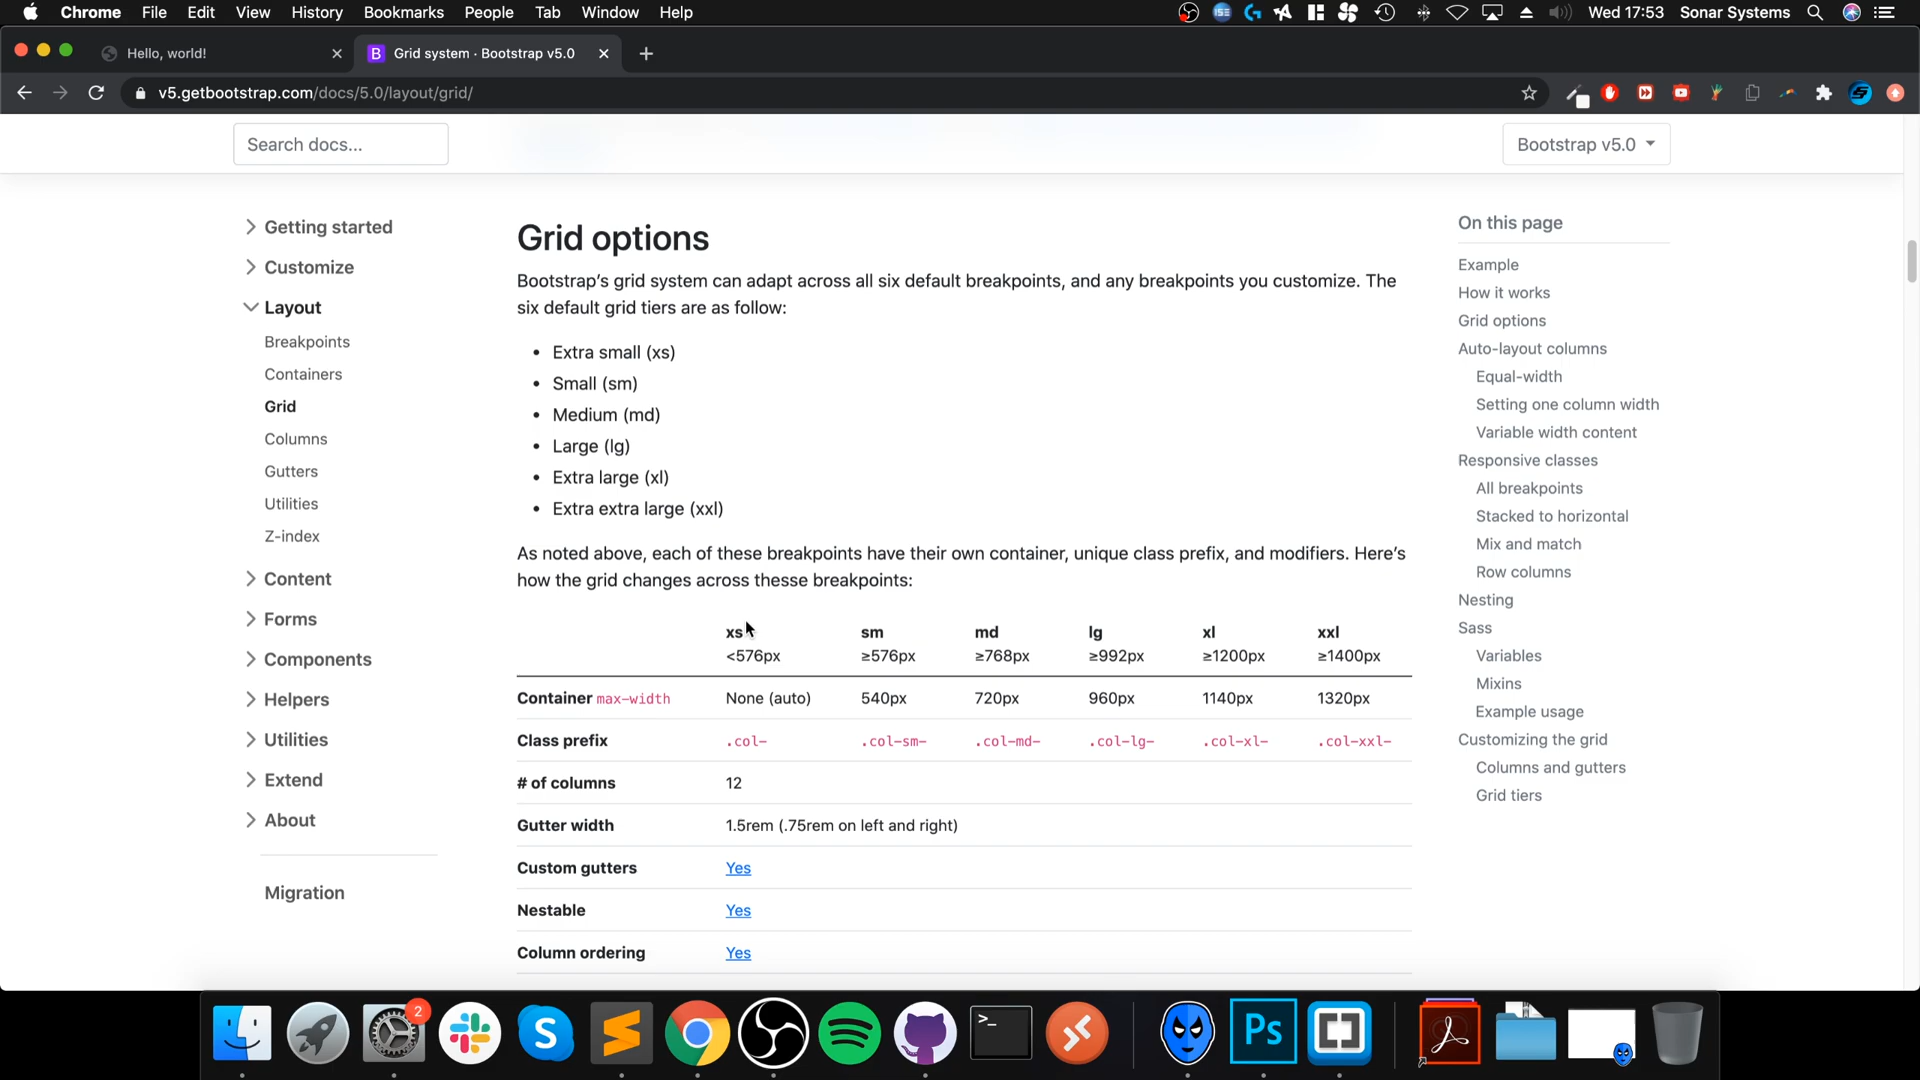 Chrome File Edit View History Bookmarks People Tab Window Help
Wed 17:53 Sonar Systems
Hello, world!
Grid system · Bootstrap v5.0
v5.getbootstrap.com/docs/5.0/layout/grid/
Search docs...
Bootstrap v5.0
Getting started
Customize
Layout
Breakpoints
Containers
Grid
Columns
Gutters
Utilities
Z-index
Content
Forms
Components
Helpers
Utilities
Extend
About
Migration
Grid options
Bootstrap’s grid system can adapt across all six default breakpoints, and any breakpoints you customize. The
six default grid tiers are as follow:
• Extra small (xs)
• Small (sm)
• Medium (md)
• Large (lg)
• Extra large (xl)
• Extra extra large (xxl)
As noted above, each of these breakpoints have their own container, unique class prefix, and modifiers. Here’s
how the grid changes across thesse breakpoints:
xs sm md lg xl xxl
<576px ≥576px ≥768px ≥992px ≥1200px ≥1400px
Container max-width None (auto) 540px 720px 960px 1140px 1320px
Class prefix .col- .col-sm- .col-md- .col-lg- .col-xl- .col-xxl-
# of columns 12
Gutter width 1.5rem (.75rem on left and right)
Custom gutters Yes
Nestable Yes
Column ordering Yes
On this page
Example
How it works
Grid options
Auto-layout columns
Equal-width
Setting one column width
Variable width content
Responsive classes
All breakpoints
Stacked to horizontal
Mix and match
Row columns
Nesting
Sass
Variables
Mixins
Example usage
Customizing the grid
Columns and gutters
Grid tiers
2
S
>_
Ps